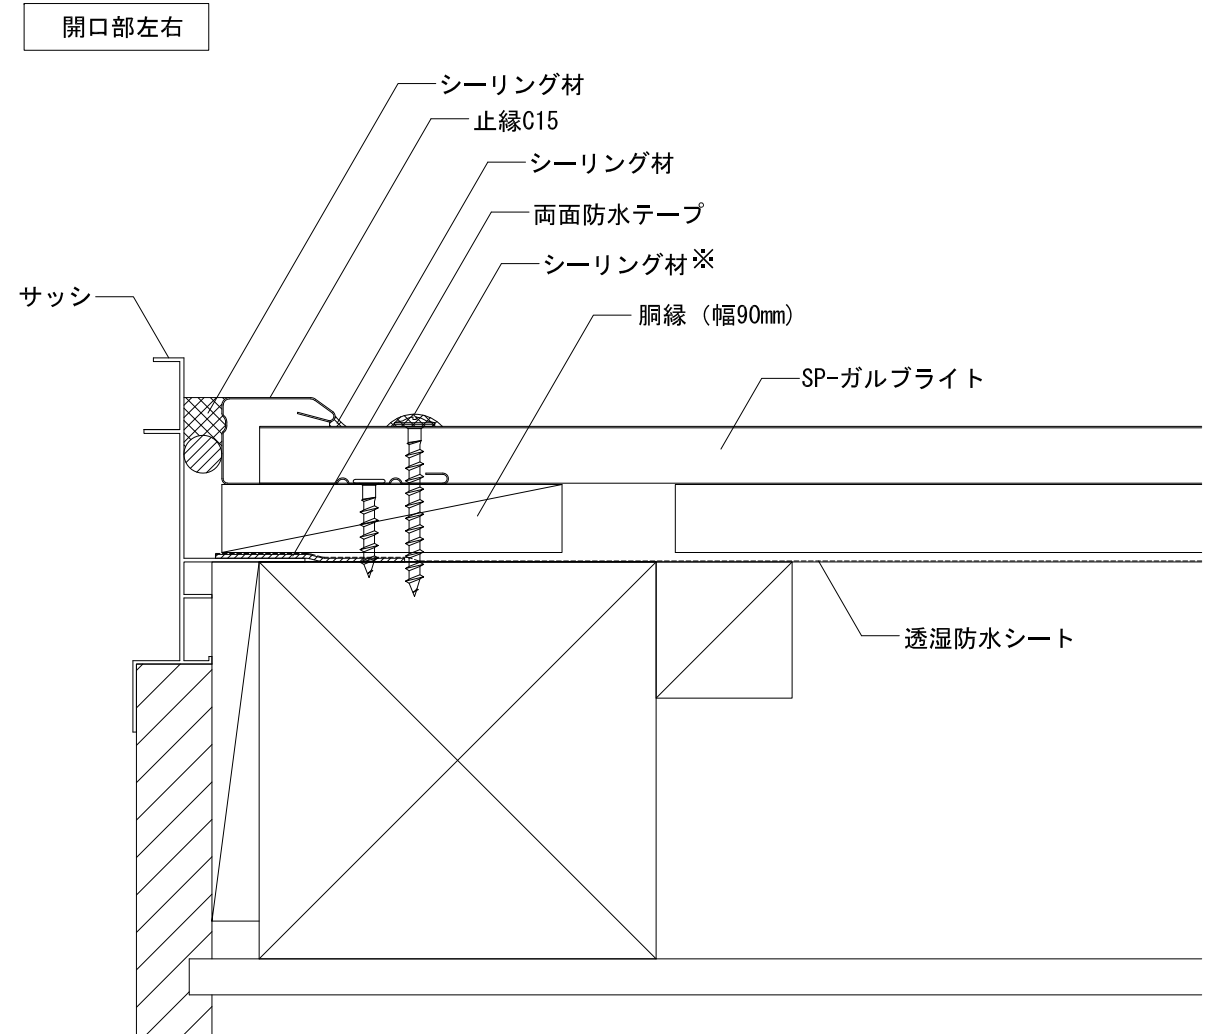 開口部左右
シーリング材
止縁C15
シーリング材
両面防水テープ
シーリング材※
サッシ
胴縁（幅90mm）
SP-ガルブライト
透湿防水シート